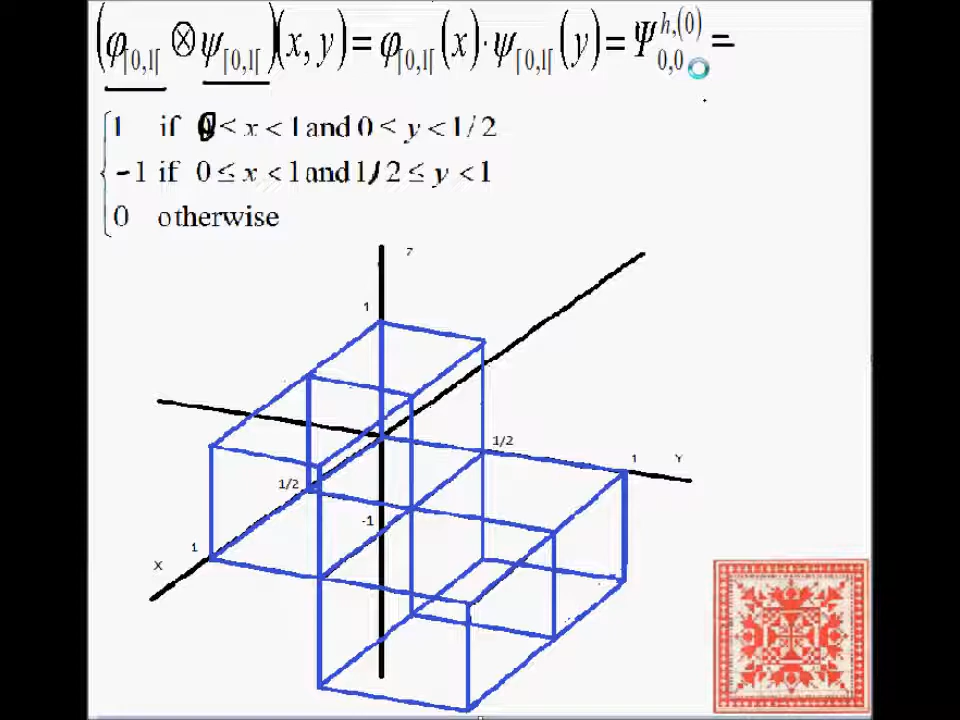 (φ[0,1[ ⊗ ψ[0,1[)(x, y) = φ[0,1[(x)·ψ[0,1[(y) = Ψ^{h,(0)}_{0,0} =
1 if 0 < x < 1 and 0 < y < 1/2
-1 if 0 ≤ x < 1 and 1/2 ≤ y < 1
0 otherwise
Z
1
1/2
1
Y
1/2
-1
1
X